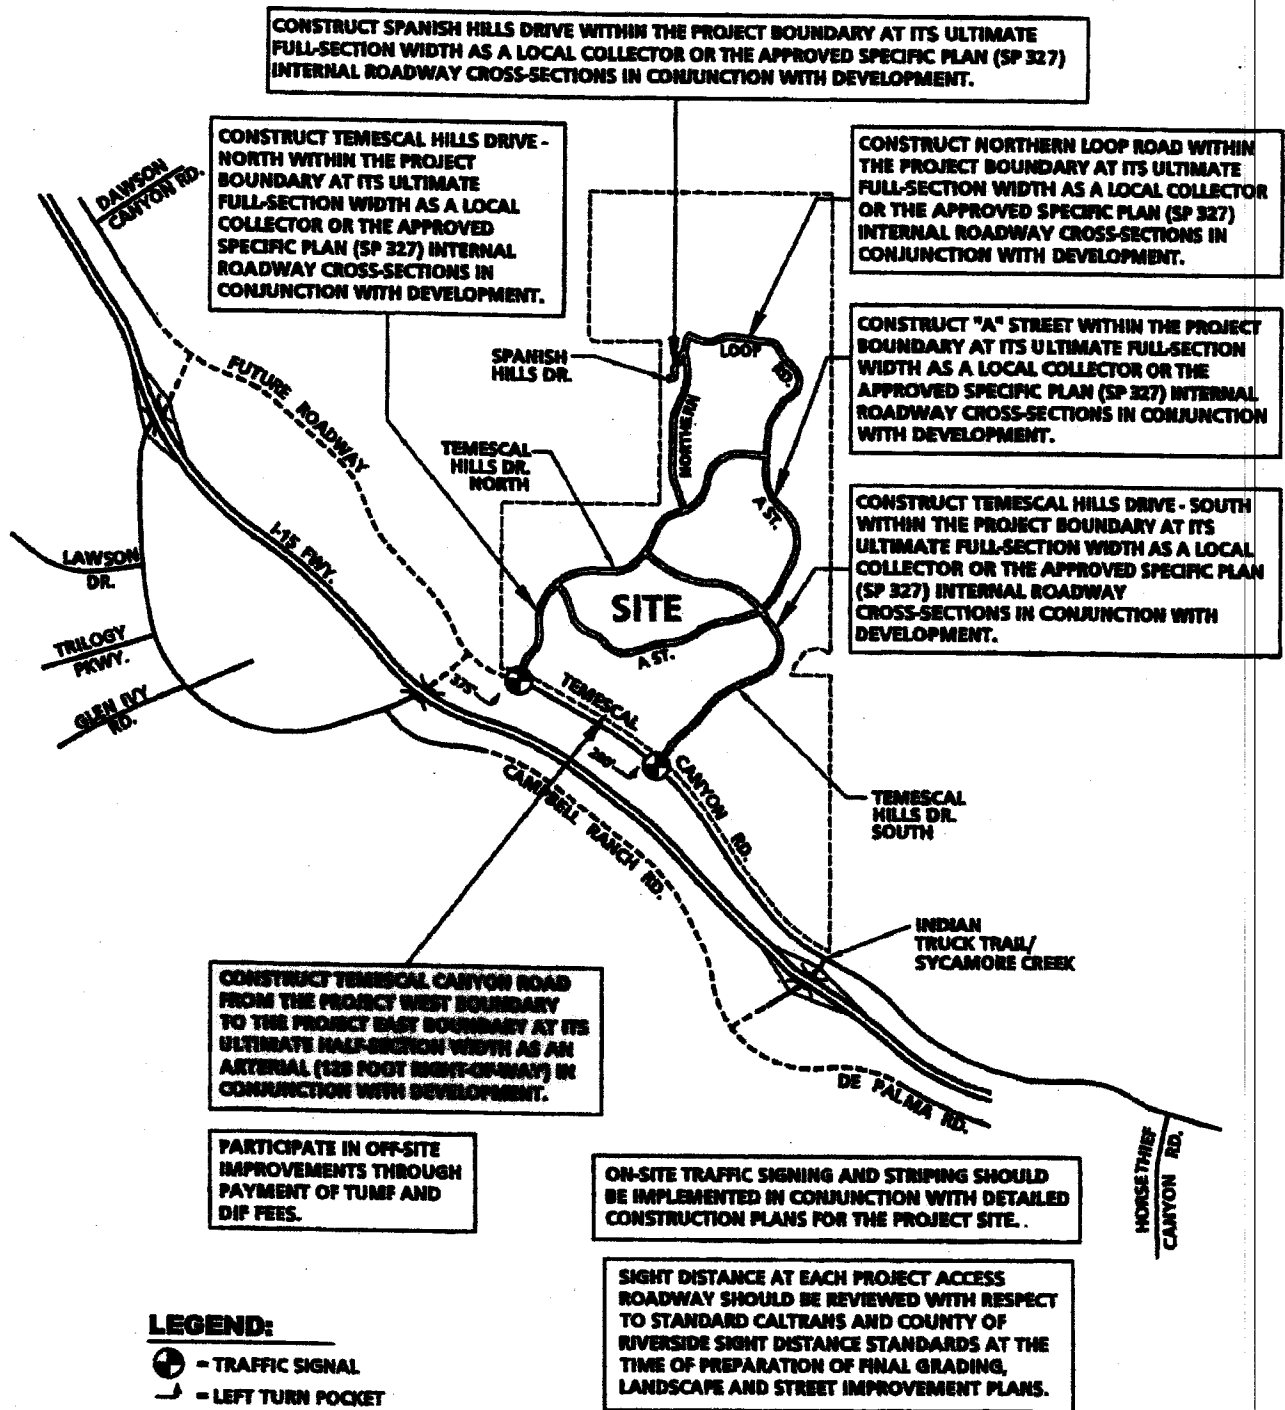 CONSTRUCT SPANISH HILLS DRIVE WITHIN THE PROJECT BOUNDARY AT ITS ULTIMATE
FULL-SECTION WIDTH AS A LOCAL COLLECTOR OR THE APPROVED SPECIFIC PLAN (SP 327)
INTERNAL ROADWAY CROSS-SECTIONS IN CONJUNCTION WITH DEVELOPMENT.
CONSTRUCT TEMESCAL HILLS DRIVE -
NORTH WITHIN THE PROJECT
BOUNDARY AT ITS ULTIMATE
FULL-SECTION WIDTH AS A LOCAL
COLLECTOR OR THE APPROVED
SPECIFIC PLAN (SP 327) INTERNAL
ROADWAY CROSS-SECTIONS IN
CONJUNCTION WITH DEVELOPMENT.
CONSTRUCT NORTHERN LOOP ROAD WITHIN
THE PROJECT BOUNDARY AT ITS ULTIMATE
FULL-SECTION WIDTH AS A LOCAL COLLECTOR
OR THE APPROVED SPECIFIC PLAN (SP 327)
INTERNAL ROADWAY CROSS-SECTIONS IN
CONJUNCTION WITH DEVELOPMENT.
DAWSON
CANYON RD.
CONSTRUCT "A" STREET WITHIN THE PROJECT
BOUNDARY AT ITS ULTIMATE FULL-SECTION
WIDTH AS A LOCAL COLLECTOR OR THE
APPROVED SPECIFIC PLAN (SP 327) INTERNAL
ROADWAY CROSS-SECTIONS IN CONJUNCTION
WITH DEVELOPMENT.
SPANISH
HILLS DR.
NORTHERN
LOOP
RD.
FUTURE ROADWAY
TEMESCAL
HILLS DR.
NORTH
A ST.
CONSTRUCT TEMESCAL HILLS DRIVE - SOUTH
WITHIN THE PROJECT BOUNDARY AT ITS
ULTIMATE FULL-SECTION WIDTH AS A LOCAL
COLLECTOR OR THE APPROVED SPECIFIC PLAN
(SP 327) INTERNAL ROADWAY
CROSS-SECTIONS IN CONJUNCTION WITH
DEVELOPMENT.
I-15 FWY.
LAWSON
DR.
SITE
A ST.
TRILOGY
PKWY.
GLEN IVY
RD.
375'
TEMESCAL
CANYON RD.
240'
CAMPBELL RANCH RD.
TEMESCAL
HILLS DR.
SOUTH
INDIAN
TRUCK TRAIL/
SYCAMORE CREEK
CONSTRUCT TEMESCAL CANYON ROAD
FROM THE PROJECT WEST BOUNDARY
TO THE PROJECT EAST BOUNDARY AT ITS
ULTIMATE HALF-SECTION WIDTH AS AN
ARTERIAL (128 FOOT RIGHT-OF-WAY) IN
CONJUNCTION WITH DEVELOPMENT.
DE PALMA RD.
HORSETHIEF
CANYON RD.
PARTICIPATE IN OFF-SITE
IMPROVEMENTS THROUGH
PAYMENT OF TUMF AND
DIF FEES.
ON-SITE TRAFFIC SIGNING AND STRIPING SHOULD
BE IMPLEMENTED IN CONJUNCTION WITH DETAILED
CONSTRUCTION PLANS FOR THE PROJECT SITE.
SIGHT DISTANCE AT EACH PROJECT ACCESS
ROADWAY SHOULD BE REVIEWED WITH RESPECT
TO STANDARD CALTRANS AND COUNTY OF
RIVERSIDE SIGHT DISTANCE STANDARDS AT THE
TIME OF PREPARATION OF FINAL GRADING,
LANDSCAPE AND STREET IMPROVEMENT PLANS.
LEGEND:
= TRAFFIC SIGNAL
= LEFT TURN POCKET